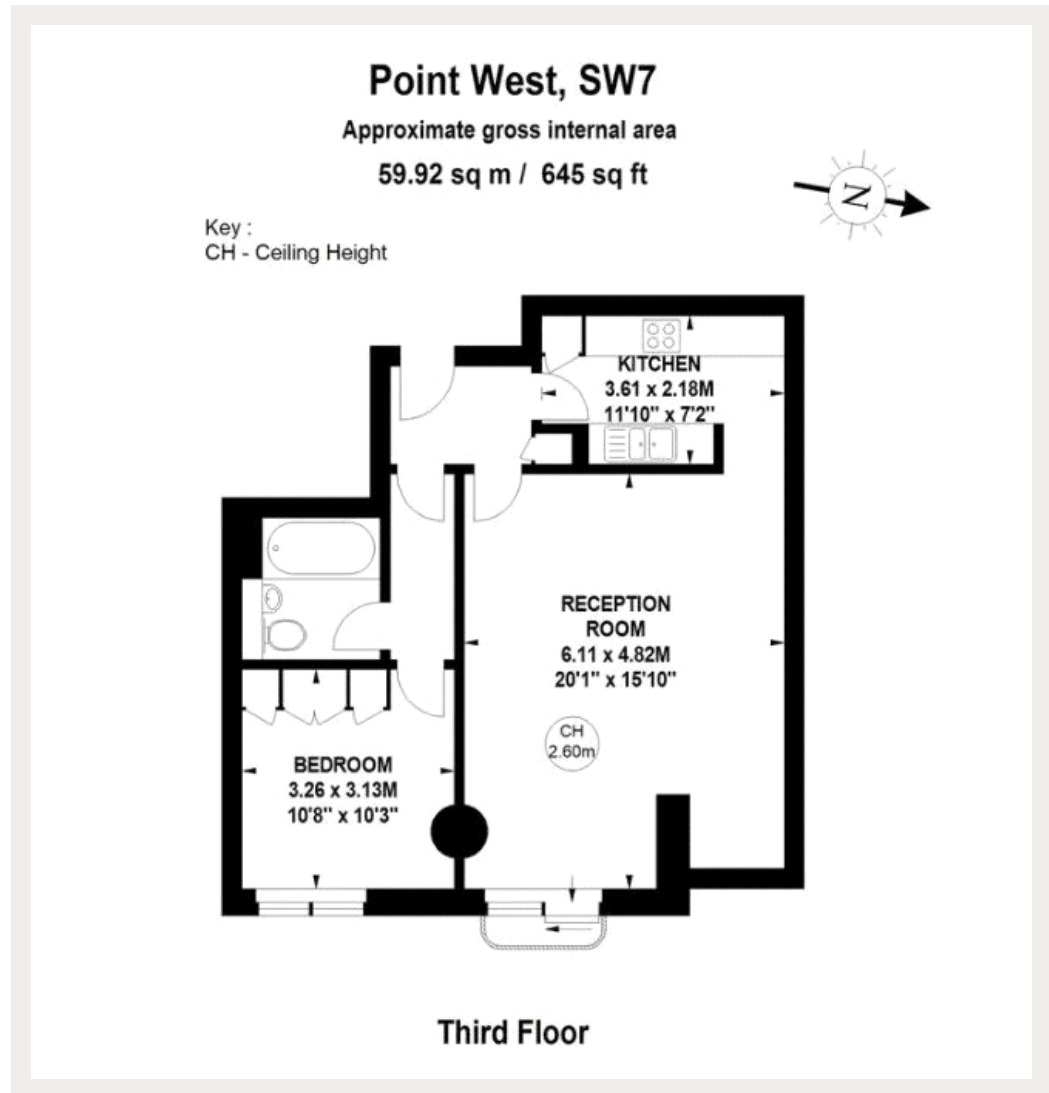 Point West, SW7
Approximate gross internal area
59.92 sq m / 645 sq ft
N
Key :
CH - Ceiling Height
KITCHEN
3.61 x 2.18M
11'10" x 7'2"
RECEPTION
ROOM
6.11 x 4.82M
20'1" x 15'10"
CH
2.60m
BEDROOM
3.26 x 3.13M
10'8" x 10'3"
Third Floor